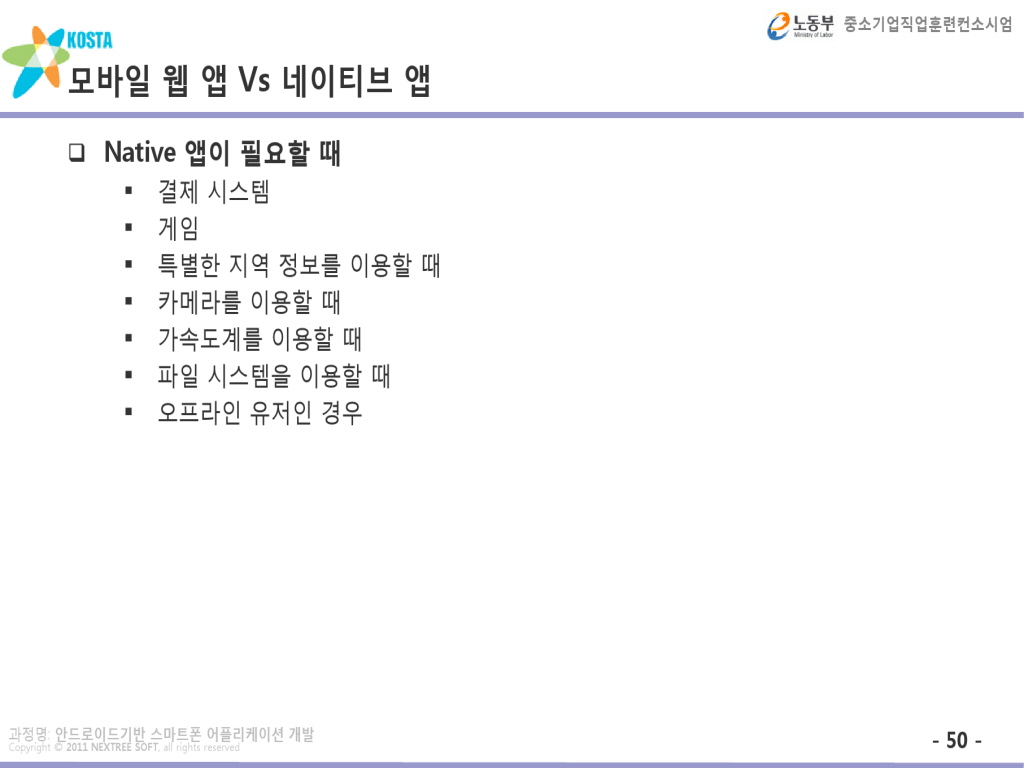 노동부 중소기업직업훈련컨소시엄
Ministry of Labor
KOSTA
모바일 웹 앱 Vs 네이티브 앱
❑ Native 앱이 필요할 때
▪ 결제 시스템
▪ 게임
▪ 특별한 지역 정보를 이용할 때
▪ 카메라를 이용할 때
▪ 가속도계를 이용할 때
▪ 파일 시스템을 이용할 때
▪ 오프라인 유저인 경우
과정명: 안드로이드기반 스마트폰 어플리케이션 개발
Copyright © 2011 NEXTREE SOFT, all rights reserved
- 50 -